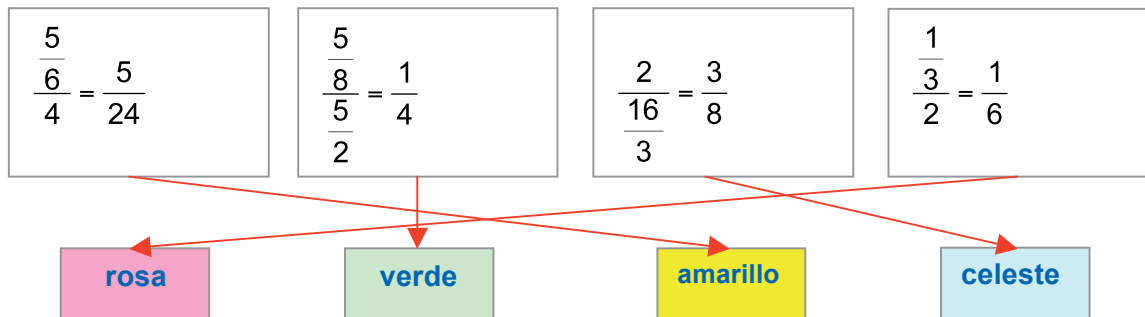 5/6 / 4 = 5/24
5/8 / 5/2 = 1/4
2 / 16/3 = 3/8
1/3 / 2 = 1/6
rosa
verde
amarillo
celeste